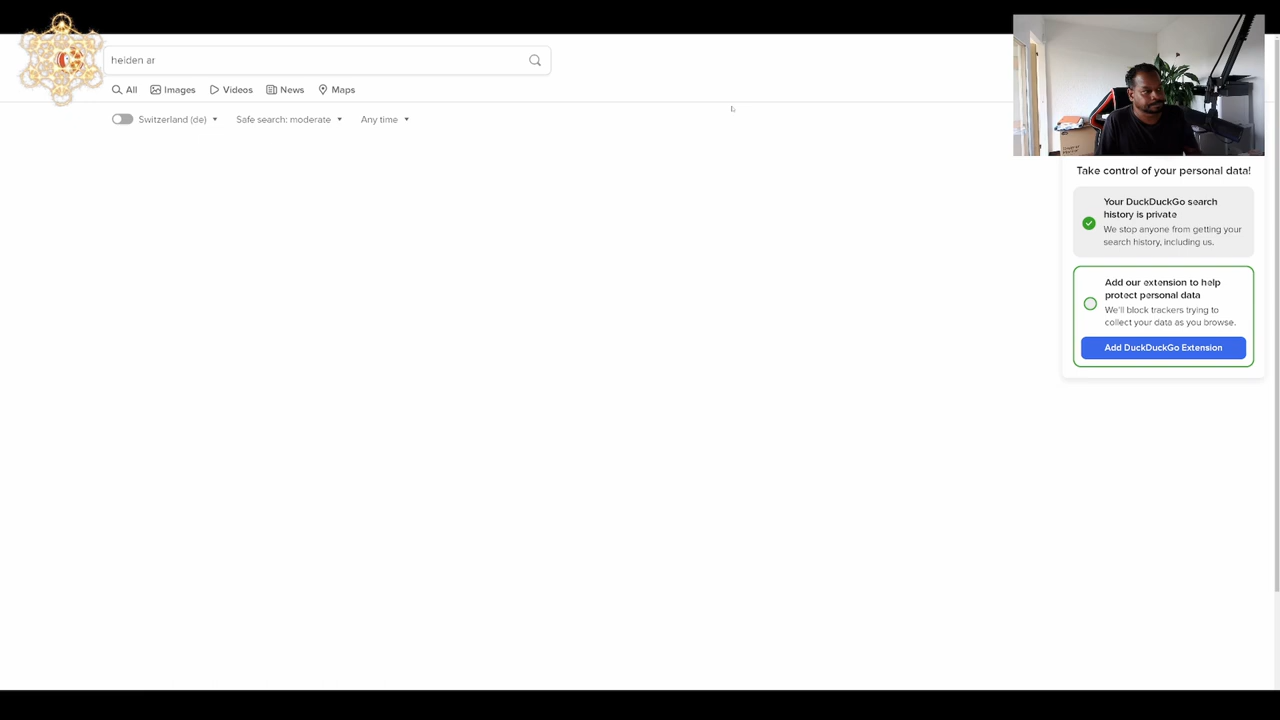 heiden ar
All Images Videos News Maps
Switzerland (de) Safe search: moderate Any time
Take control of your personal data!
Your DuckDuckGo search
history is private
We stop anyone from getting your
search history, including us.
Add our extension to help
protect personal data
We'll block trackers trying to
collect your data as you browse.
Add DuckDuckGo Extension